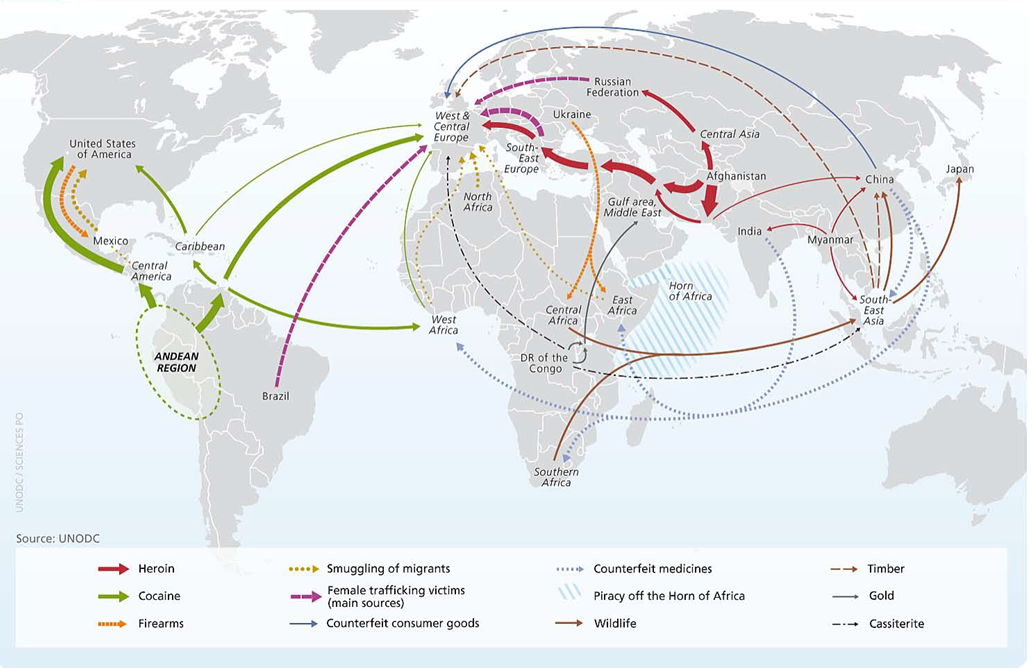 Russian
Federation
West &
Central
Europe
Ukraine
United States
of America
South-
East
Europe
Central Asia
Japan
Afghanistan
China
North
Africa
Gulf area,
Middle East
India
Myanmar
Mexico
Caribbean
Central
America
Horn
of Africa
South-
East
Asia
West
Africa
Central
Africa
East
Africa
ANDEAN
REGION
DR of the
Congo
Brazil
Southern
Africa
UNODC / SCIENCES PO
Source: UNODC
Heroin
Smuggling of migrants
Counterfeit medicines
Timber
Cocaine
Female trafficking victims
(main sources)
Piracy off the Horn of Africa
Gold
Firearms
Counterfeit consumer goods
Wildlife
Cassiterite